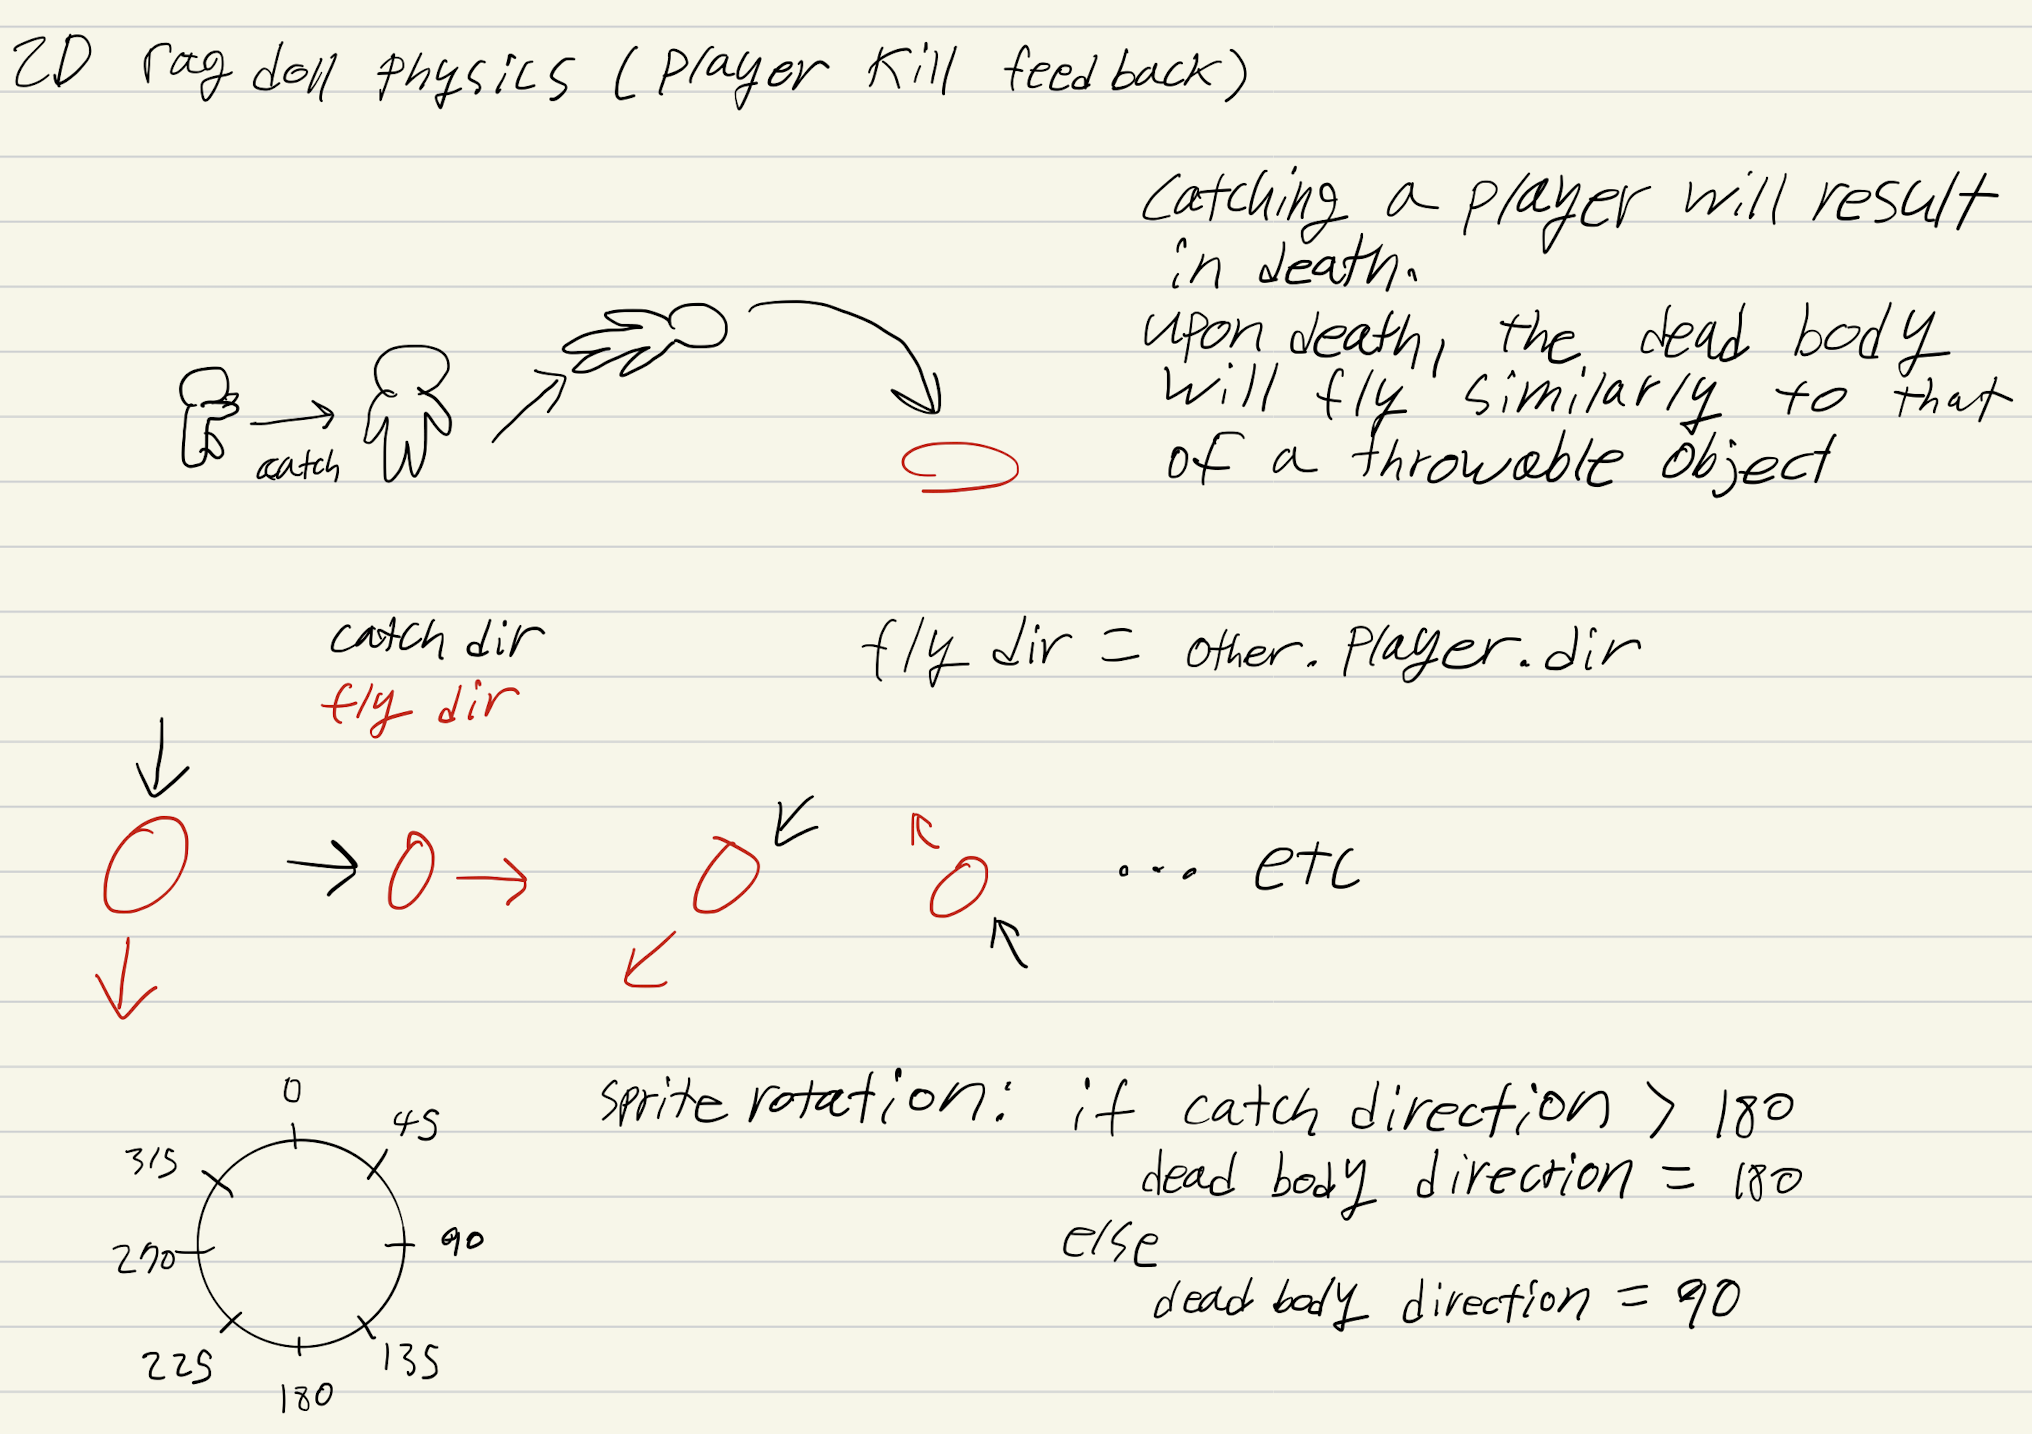 2D rag doll physics (player kill feedback)
catching a player will result
in death.
upon death, the dead body
will fly similarly to that
of a throwable object
catch
catch dir
fly dir
fly dir = other.player.dir
... etc
0
45
90
135
180
225
270
315
sprite rotation: if catch direction > 180
dead body direction = 180
else
dead body direction = 90